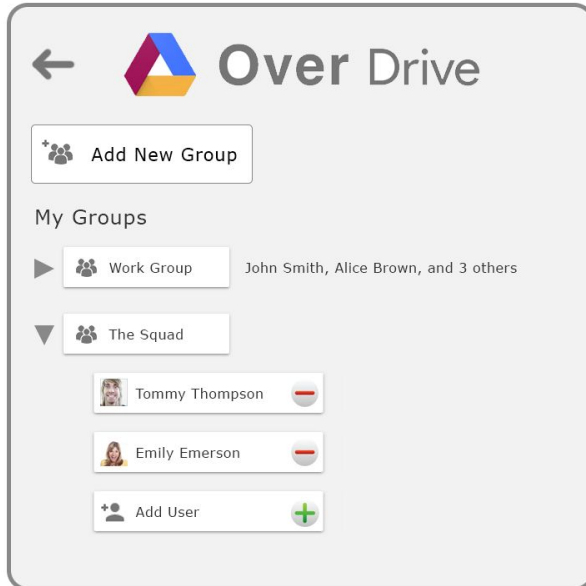 Over Drive
Add New Group
My Groups
Work Group John Smith, Alice Brown, and 3 others
The Squad
Tommy Thompson
Emily Emerson
Add User